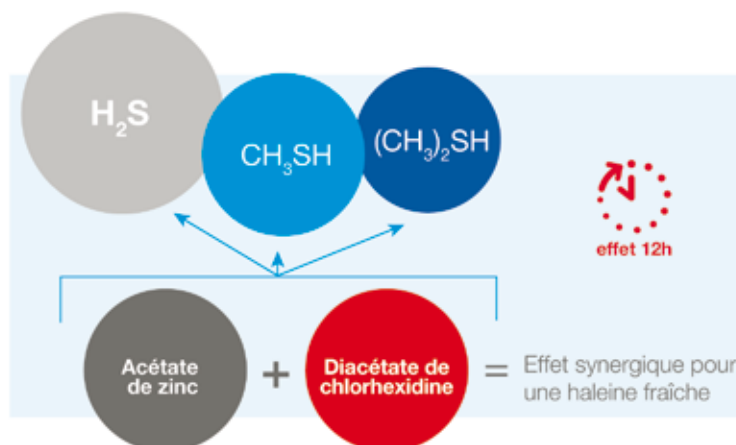 H₂S
CH₃SH
(CH₃)₂SH
effet 12h
Acétate
de zinc
+
Diacétate de
chlorhexidine
=
Effet synergique pour
une haleine fraîche